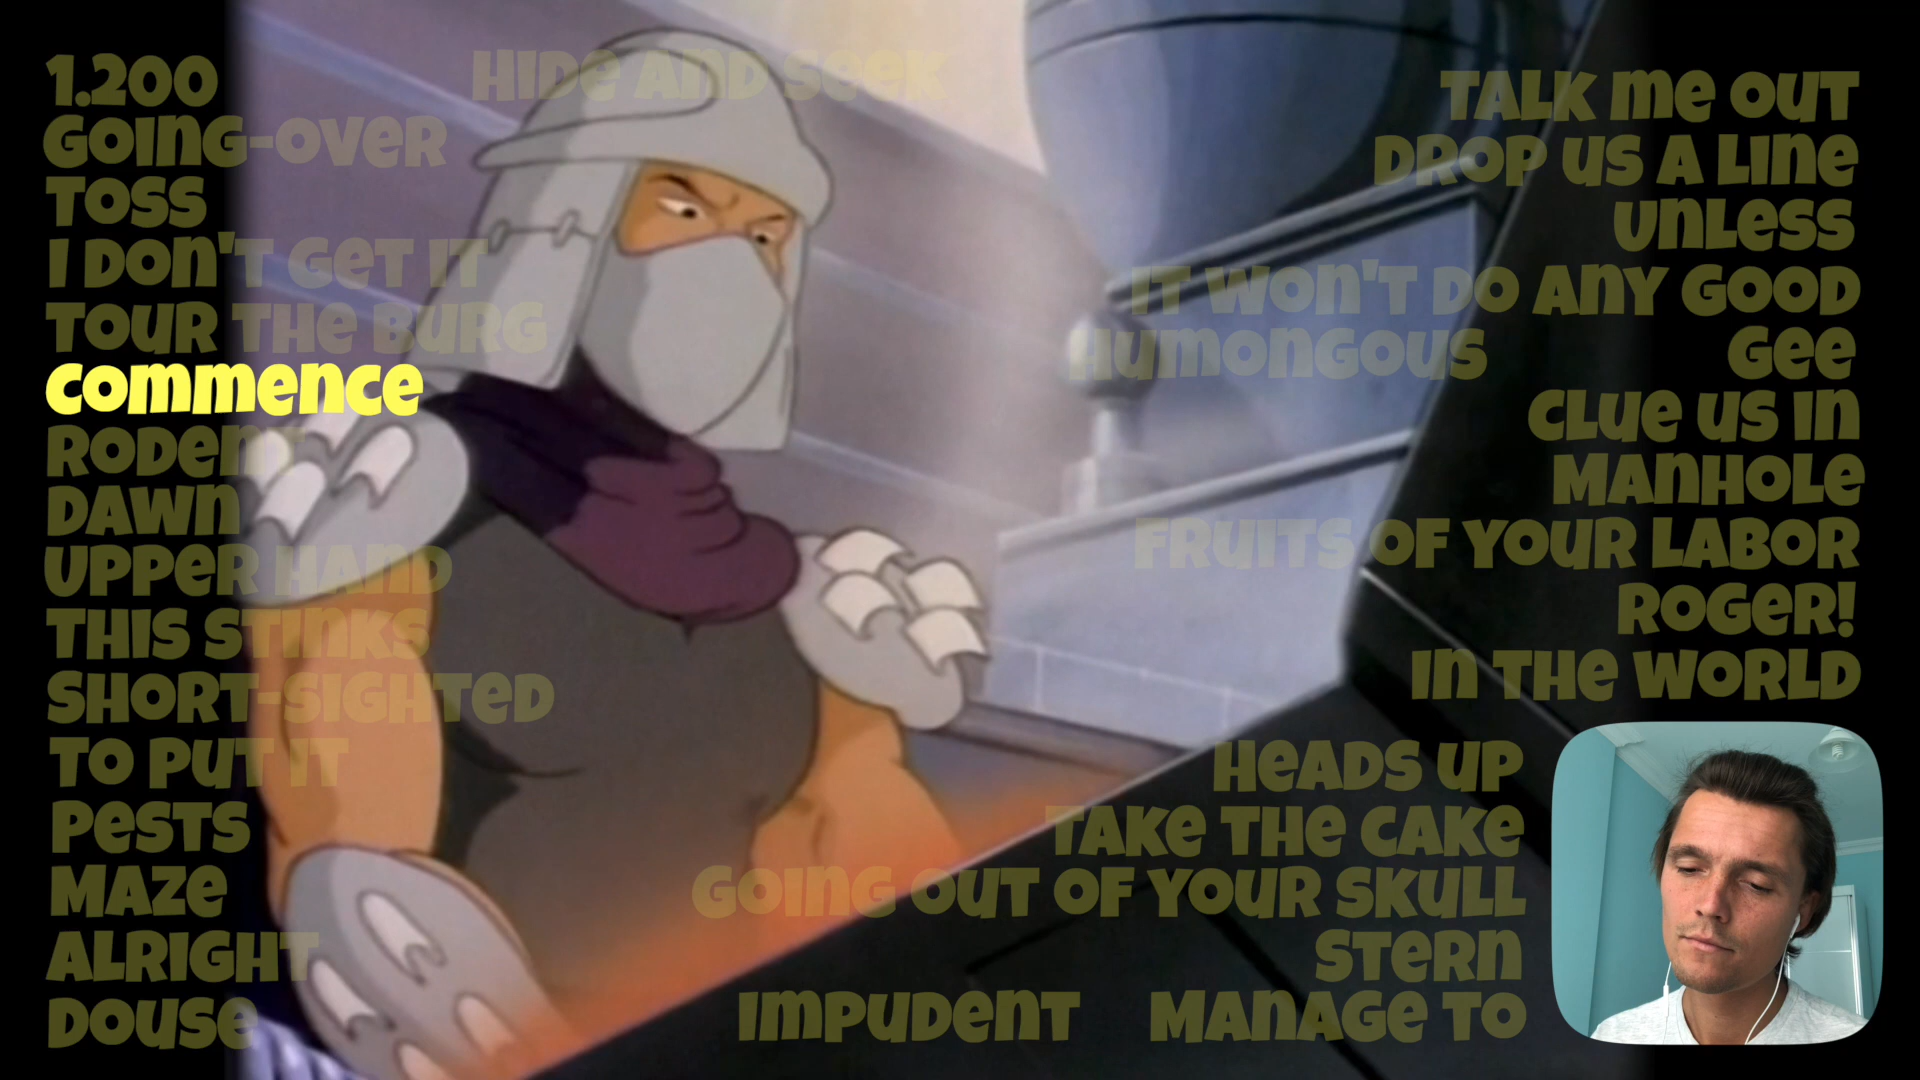 1.200
HIDE AND SEEK
GOING-OVER
TOSS
I DON'T GET IT
TOUR THE BURG
COMMENCE
RODENT
DAWN
UPPER HAND
THIS STINKS
SHORT-SIGHTED
TO PUT IT
PESTS
MAZE
ALRIGHT
DOUSE
TALK ME OUT
DROP US A LINE
UNLESS
IT WON'T DO ANY GOOD
HUMONGOUS
GEE
CLUE US IN
MANHOLE
FRUITS OF YOUR LABOR
ROGER!
IN THE WORLD
HEADS UP
TAKE THE CAKE
GOING OUT OF YOUR SKULL
STERN
IMPUDENT
MANAGE TO